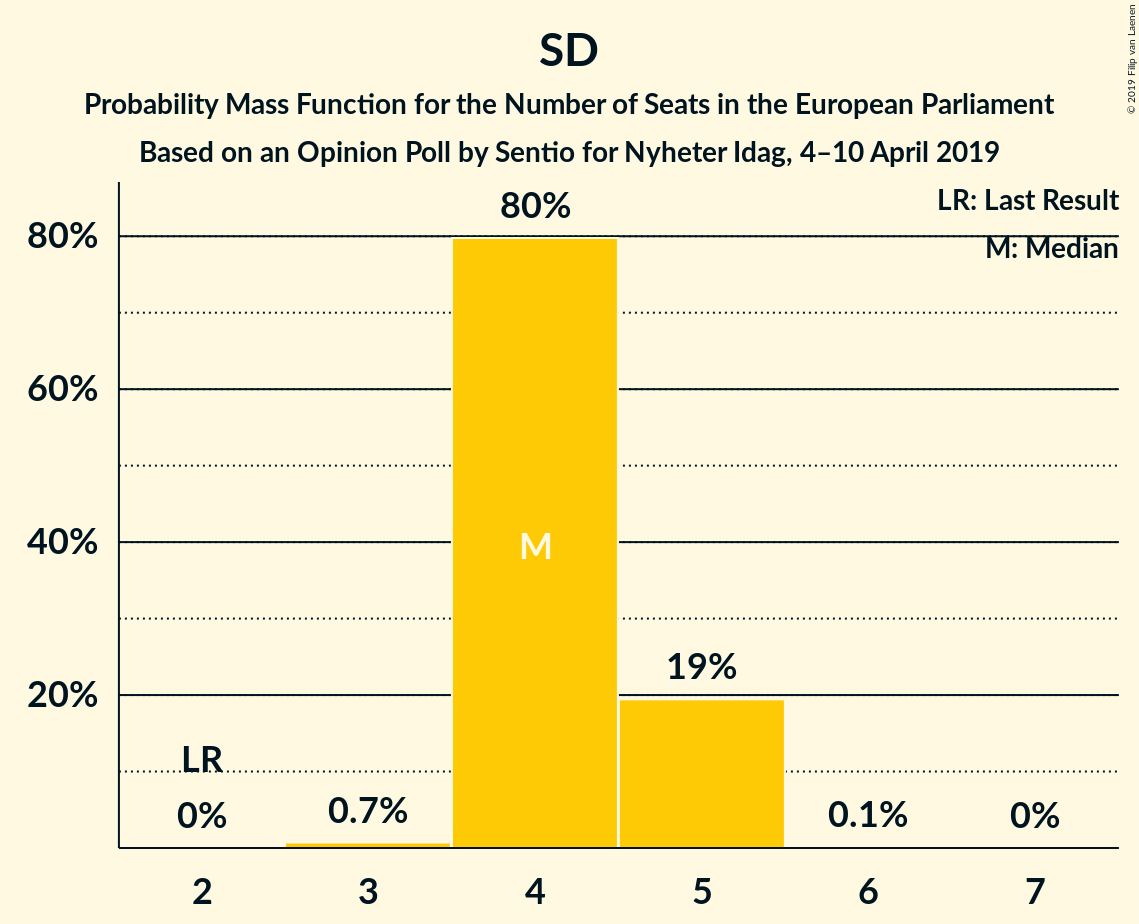 SD
Probability Mass Function for the Number of Seats in the European Parliament
Based on an Opinion Poll by Sentio for Nyheter Idag, 4–10 April 2019
© 2019 Filip van Laenen
LR: Last Result
M: Median
80%
60%
40%
20%
LR
0%
0.7%
80%
M
19%
0.1%
0%
2 3 4 5 6 7